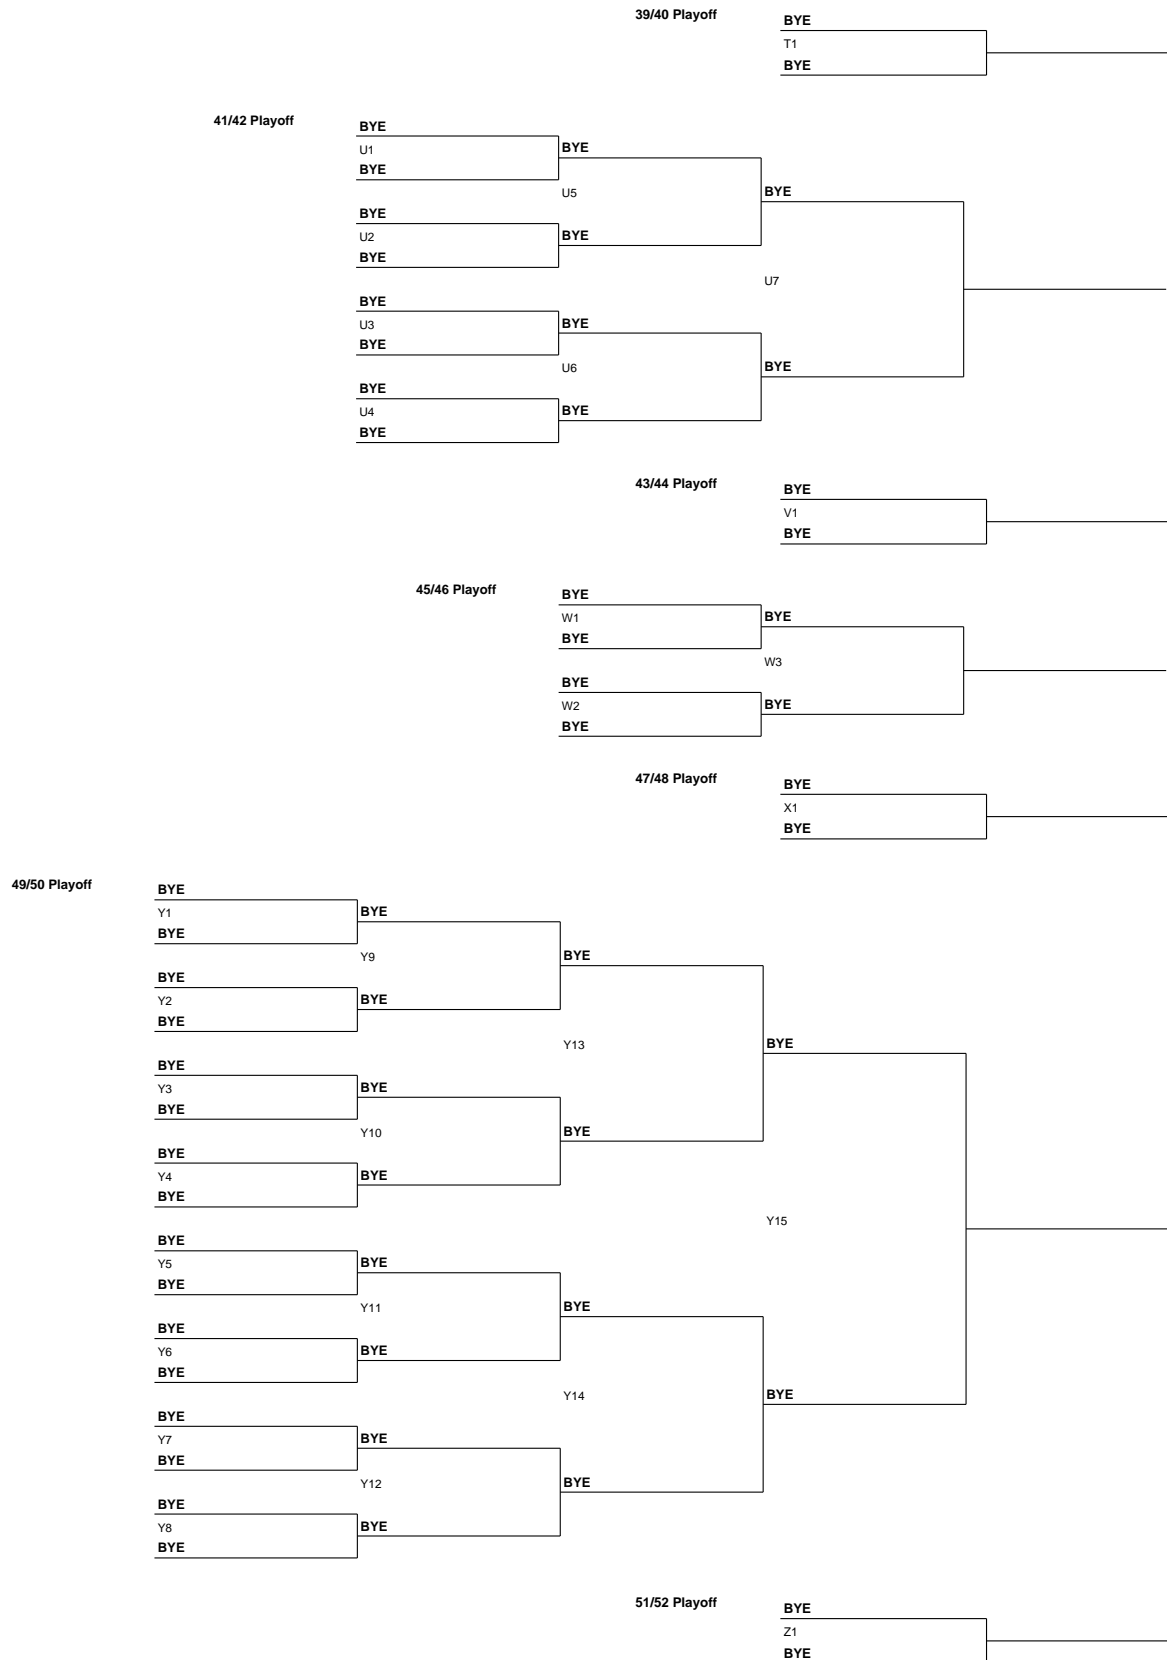 39/40 Playoff
BYE
T1
BYE
41/42 Playoff
BYE
U1
BYE
BYE
U5
BYE
BYE
U2
BYE
BYE
U7
BYE
U3
BYE
BYE
U6
BYE
BYE
U4
BYE
BYE
43/44 Playoff
BYE
V1
BYE
45/46 Playoff
BYE
W1
BYE
BYE
W3
BYE
W2
BYE
BYE
47/48 Playoff
BYE
X1
BYE
49/50 Playoff
BYE
Y1
BYE
BYE
Y9
BYE
BYE
Y2
BYE
BYE
Y13
BYE
BYE
Y3
BYE
BYE
Y10
BYE
BYE
Y4
BYE
BYE
Y15
BYE
Y5
BYE
BYE
Y11
BYE
BYE
Y6
BYE
BYE
Y14
BYE
BYE
Y7
BYE
BYE
Y12
BYE
BYE
Y8
BYE
BYE
51/52 Playoff
BYE
Z1
BYE